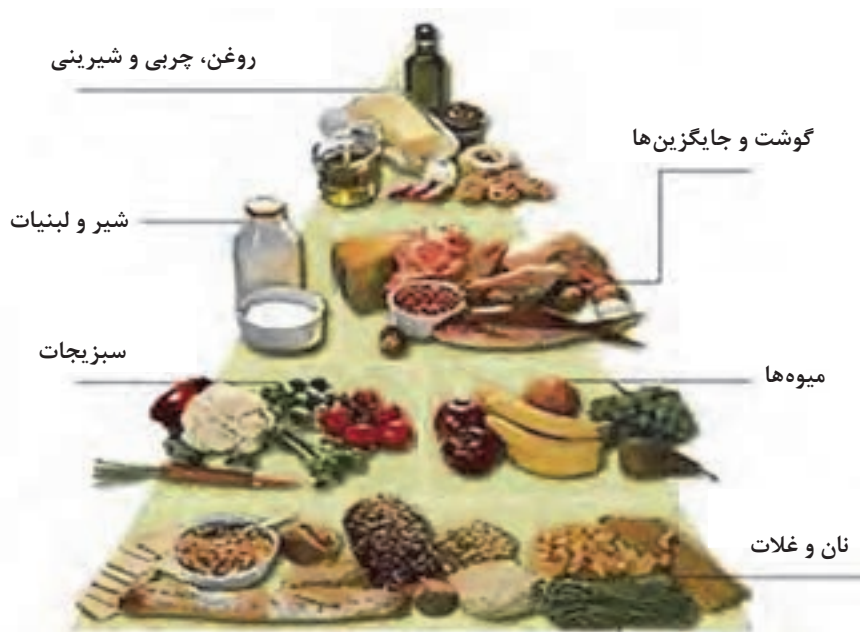 روغن، چربی و شیرینی
گوشت و جایگزین‌ها
شیر و لبنیات
سبزیجات
میوه‌ها
نان و غلات